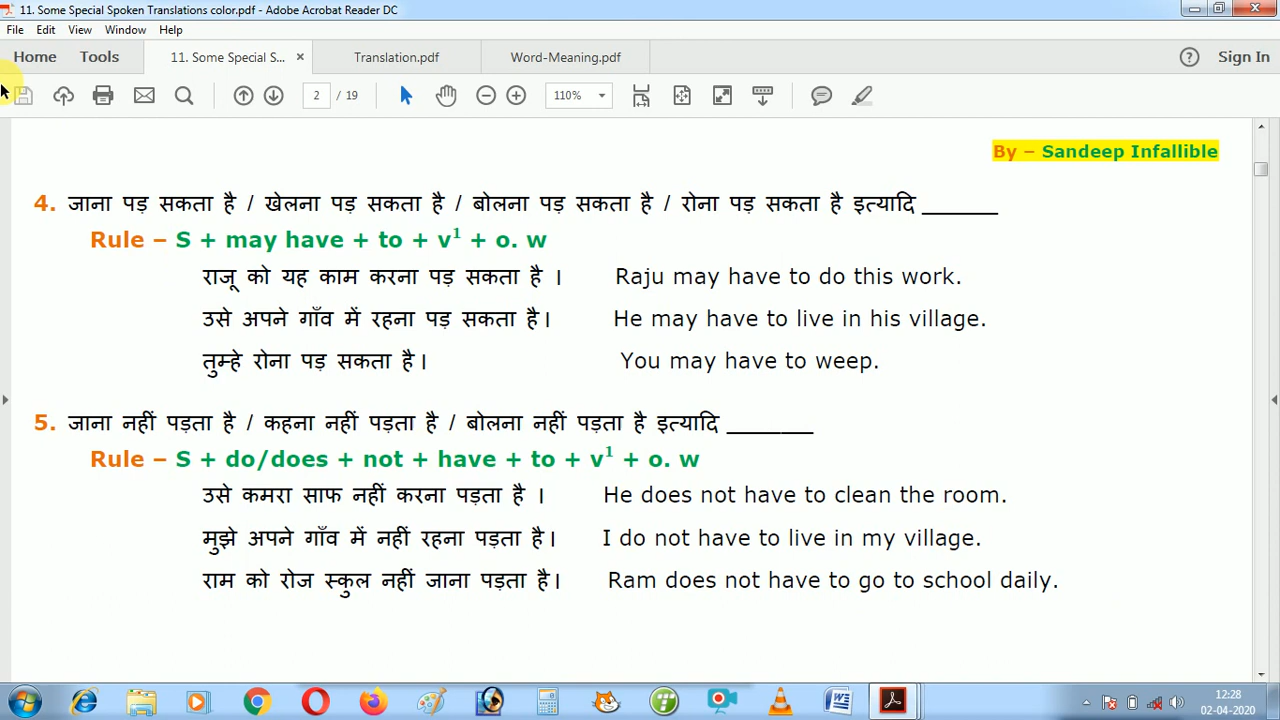 11. Some Special Spoken Translations color.pdf - Adobe Acrobat Reader DC
File Edit View Window Help
Home Tools 11. Some Special S... × Translation.pdf Word-Meaning.pdf Sign In
2 / 19 110%
By – Sandeep Infallible
4. जाना पड़ सकता है / खेलना पड़ सकता है / बोलना पड़ सकता है / रोना पड़ सकता है इत्यादि ______
Rule – S + may have + to + v¹ + o. w
राजू को यह काम करना पड़ सकता है । Raju may have to do this work.
उसे अपने गाँव में रहना पड़ सकता है। He may have to live in his village.
तुम्हे रोना पड़ सकता है। You may have to weep.
5. जाना नहीं पड़ता है / कहना नहीं पड़ता है / बोलना नहीं पड़ता है इत्यादि _______
Rule – S + do/does + not + have + to + v¹ + o. w
उसे कमरा साफ नहीं करना पड़ता है । He does not have to clean the room.
मुझे अपने गाँव में नहीं रहना पड़ता है। I do not have to live in my village.
राम को रोज स्कुल नहीं जाना पड़ता है। Ram does not have to go to school daily.
12:28
02-04-2020